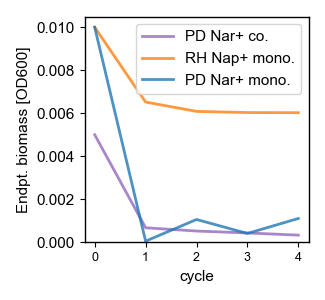 PD Nar+ co.
RH Nap+ mono.
PD Nar+ mono.
Endpt. biomass [OD600]
0.010
0.008
0.006
0.004
0.002
0.000
0 1 2 3 4
cycle